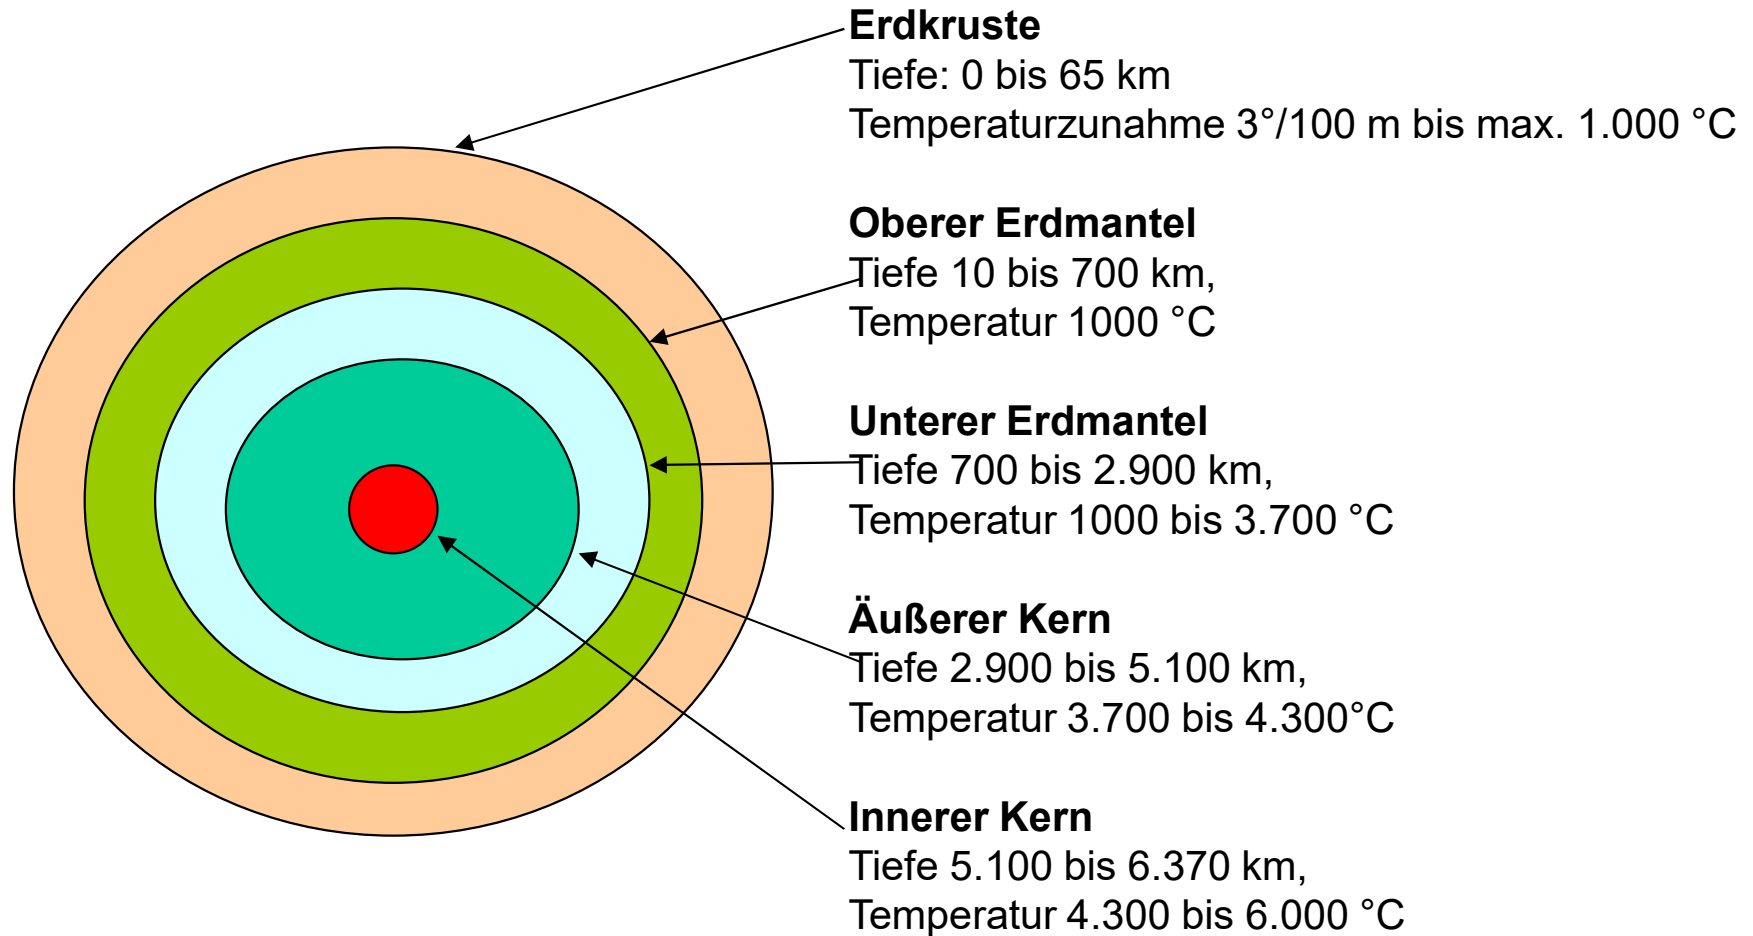 Erdkruste
Tiefe: 0 bis 65 km
Temperaturzunahme 3°/100 m bis max. 1.000 °C
Oberer Erdmantel
Tiefe 10 bis 700 km,
Temperatur 1000 °C
Unterer Erdmantel
Tiefe 700 bis 2.900 km,
Temperatur 1000 bis 3.700 °C
Äußerer Kern
Tiefe 2.900 bis 5.100 km,
Temperatur 3.700 bis 4.300°C
Innerer Kern
Tiefe 5.100 bis 6.370 km,
Temperatur 4.300 bis 6.000 °C